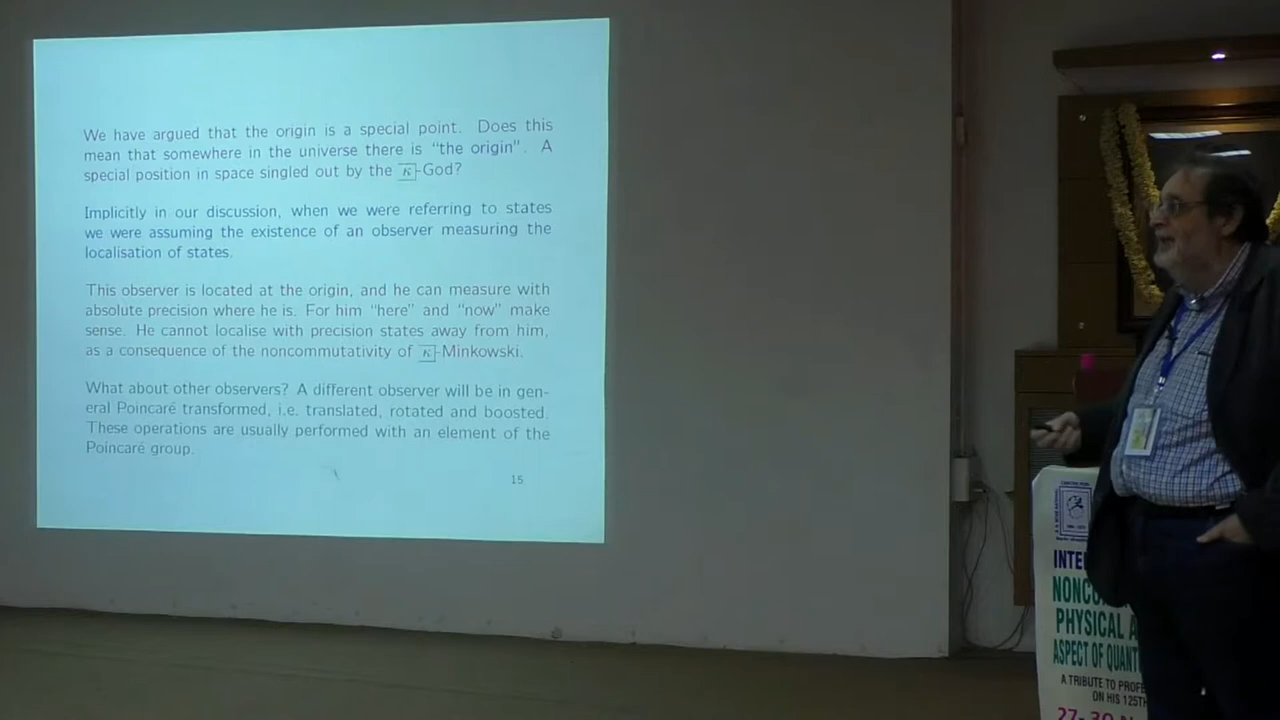 We have argued that the origin is a special point. Does this
mean that somewhere in the universe there is “the origin”. A
special position in space singled out by the κ-God?
Implicitly in our discussion, when we were referring to states
we were assuming the existence of an observer measuring the
localisation of states.
This observer is located at the origin, and he can measure with
absolute precision where he is. For him “here” and “now” make
sense. He cannot localise with precision states away from him,
as a consequence of the noncommutativity of κ-Minkowski.
What about other observers? A different observer will be in gen-
eral Poincaré transformed, i.e. translated, rotated and boosted.
These operations are usually performed with an element of the
Poincaré group.
15
INTE
NONC
PHYSICAL A
ASPECT OF QUANT
A TRIBUTE TO PROFE
ON HIS 125TH
27-